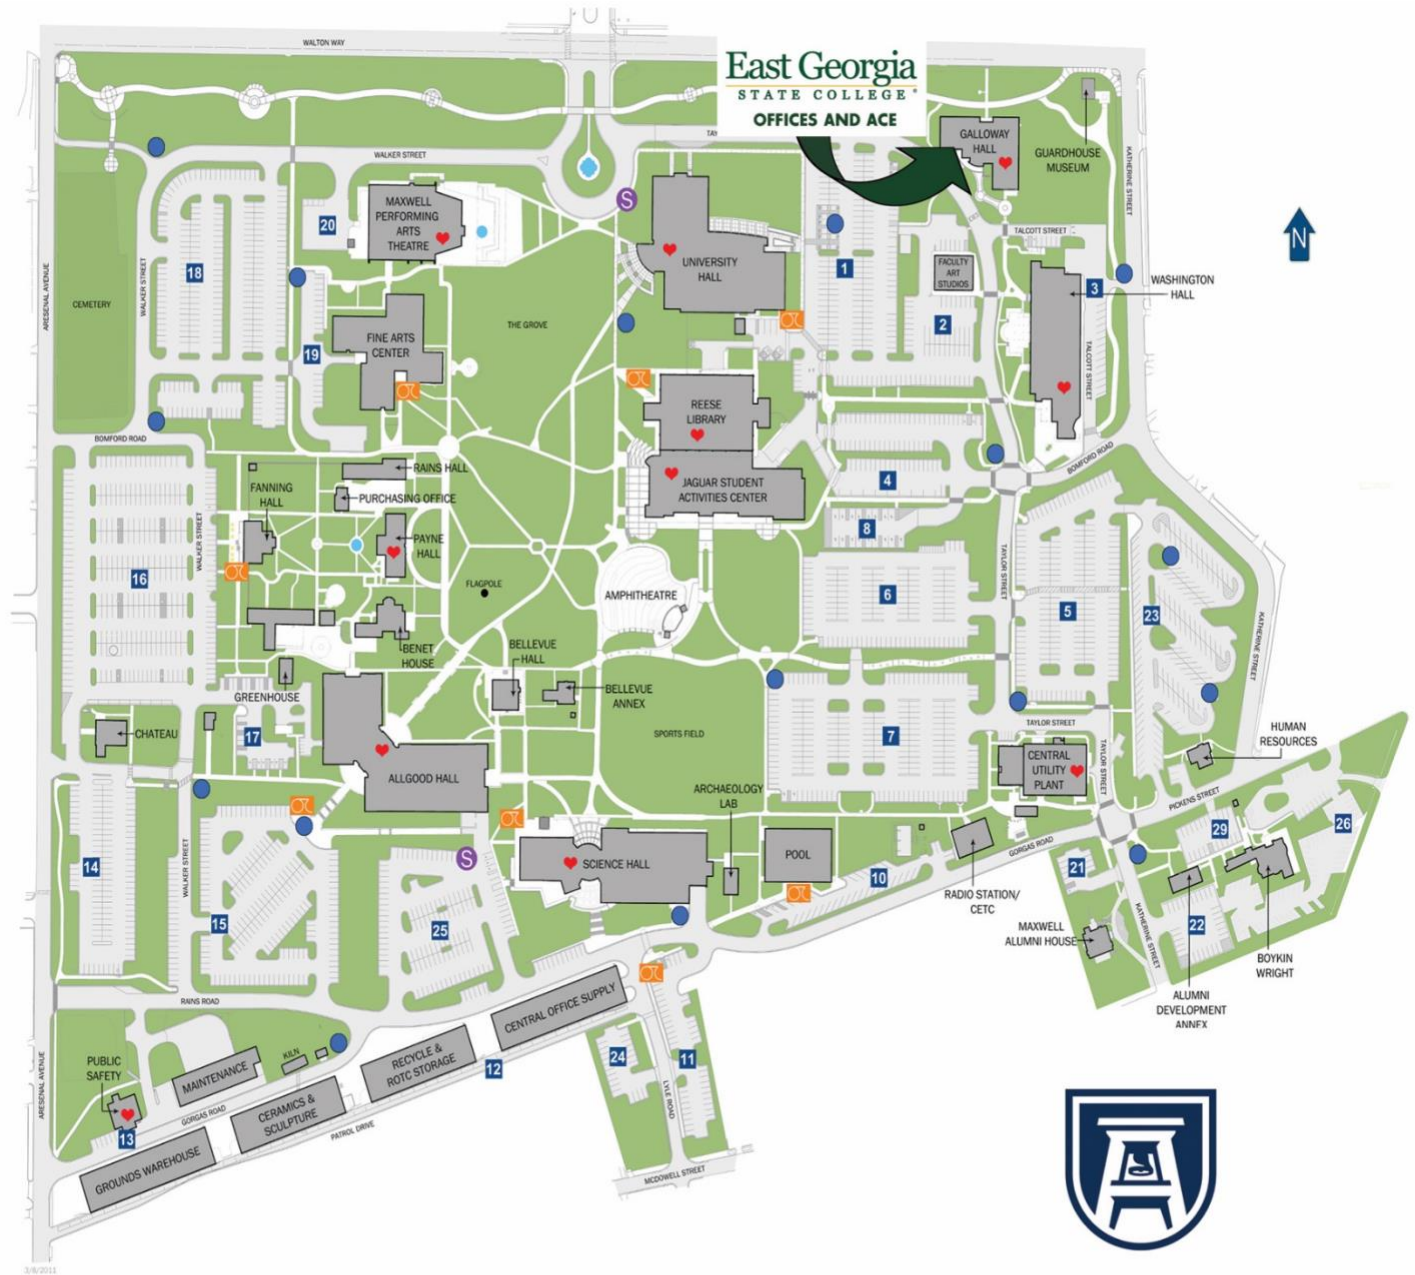 WALTON WAY
East Georgia
STATE COLLEGE
OFFICES AND ACE
TAY
WALKER STREET
GALLOWAY
HALL
GUARDHOUSE
MUSEUM
KATHERINE STREET
MAXWELL
PERFORMING
ARTS
THEATRE
20
S
UNIVERSITY
HALL
1
TALCOTT STREET
FACULTY
ART
STUDIOS
3
WASHINGTON
HALL
N
18
WALKER STREET
ARESENAL AVENUE
CEMETERY
THE GROVE
FINE ARTS
CENTER
19
2
TALCOTT STREET
REESE
LIBRARY
BOMFORD ROAD
BOMFORD ROAD
RAINS HALL
FANNING
HALL
PURCHASING OFFICE
JAGUAR STUDENT
ACTIVITIES CENTER
4
8
PAYNE
HALL
WALKER STREET
16
FLAGPOLE
AMPHITHEATRE
6
TAYLOR STREET
5
23
KATHERINE STREET
BENET
HOUSE
BELLEVUE
HALL
BELLEVUE
ANNEX
GREENHOUSE
CHATEAU
17
SPORTS FIELD
7
TAYLOR STREET
HUMAN
RESOURCES
ALLGOOD HALL
CENTRAL
UTILITY
PLANT
TAYLOR STREET
ARCHAEOLOGY
LAB
PICKENS STREET
14
WALKER STREET
S
SCIENCE HALL
POOL
10
GORGAS ROAD
29
26
21
RADIO STATION/
CETC
15
25
MAXWELL
ALUMNI HOUSE
KATHERINE STREET
22
BOYKIN
WRIGHT
ALUMNI
DEVELOPMENT
ANNEX
RAINS ROAD
CENTRAL OFFICE SUPPLY
ARESENAL AVENUE
PUBLIC
SAFETY
KILN
MAINTENANCE
RECYCLE &
ROTC STORAGE
12
24
11
LYLE ROAD
GORGAS ROAD
CERAMICS &
SCULPTURE
PATROL DRIVE
13
GROUNDS WAREHOUSE
MCDOWELL STREET
3/8/2011